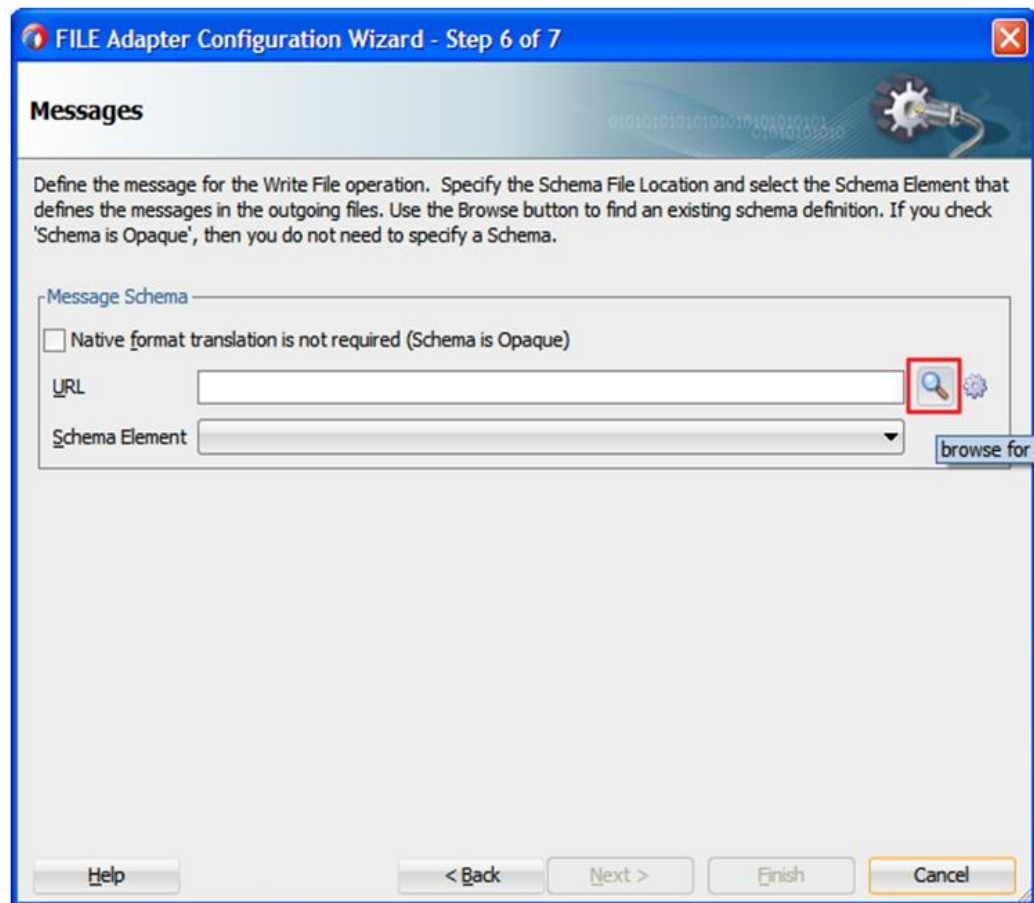 FILE Adapter Configuration Wizard - Step 6 of 7
Messages
Define the message for the Write File operation.  Specify the Schema File Location and select the Schema Element that
defines the messages in the outgoing files. Use the Browse button to find an existing schema definition. If you check
'Schema is Opaque', then you do not need to specify a Schema.
Message Schema
Native format translation is not required (Schema is Opaque)
URL
Schema Element
browse for
Help
< Back
Next >
Finish
Cancel